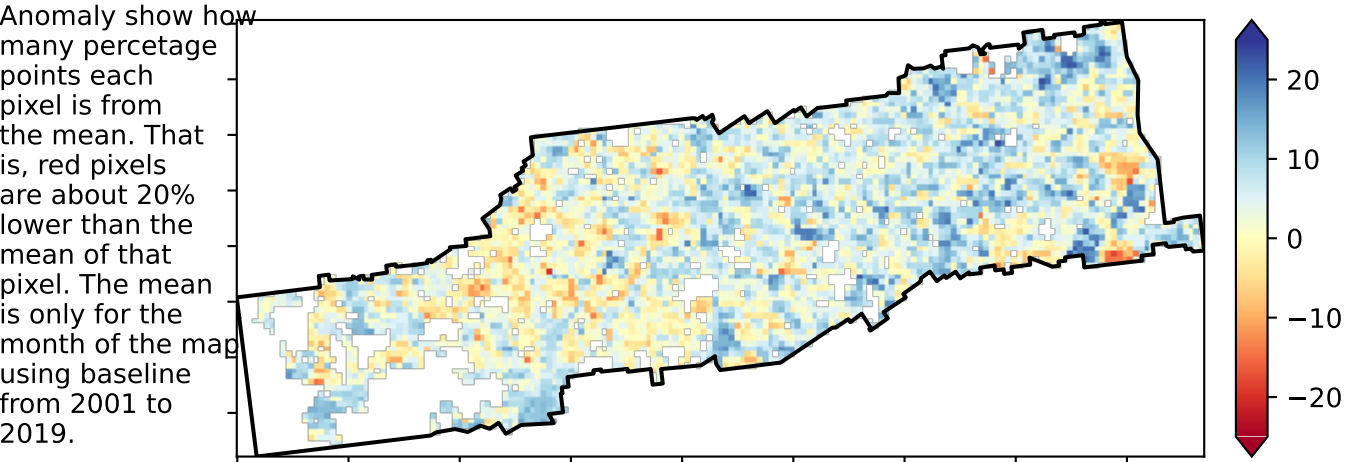 Anomaly show how
many percetage
points each
pixel is from
the mean. That
is, red pixels
are about 20%
lower than the
mean of that
pixel. The mean
is only for the
month of the map
using baseline
from 2001 to
2019.
20
10
0
−10
−20